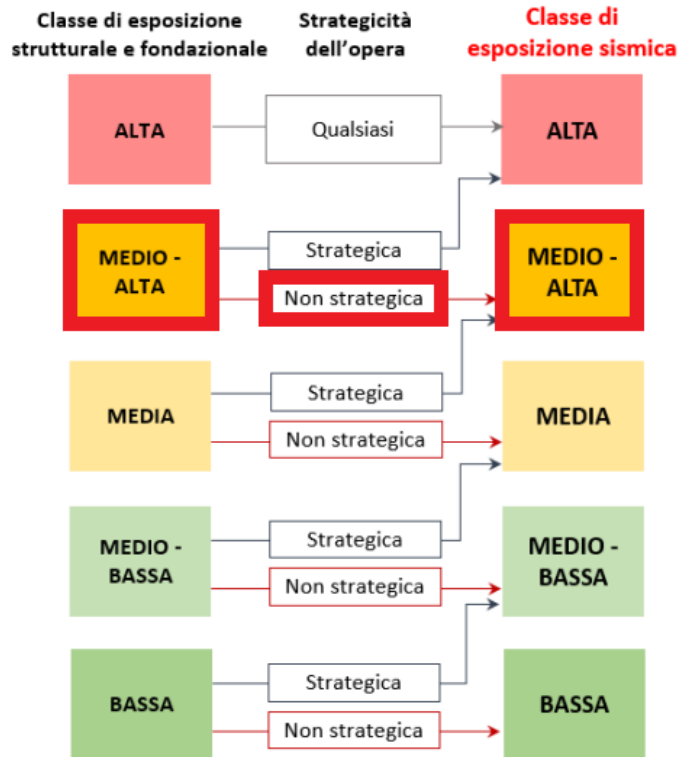 Classe di esposizione
strutturale e fondazionale
Strategicità
dell'opera
Classe di
esposizione sismica
ALTA
Qualsiasi
ALTA
MEDIO -
ALTA
Strategica
Non strategica
MEDIO -
ALTA
MEDIA
Strategica
Non strategica
MEDIA
MEDIO -
BASSA
Strategica
Non strategica
MEDIO -
BASSA
BASSA
Strategica
Non strategica
BASSA